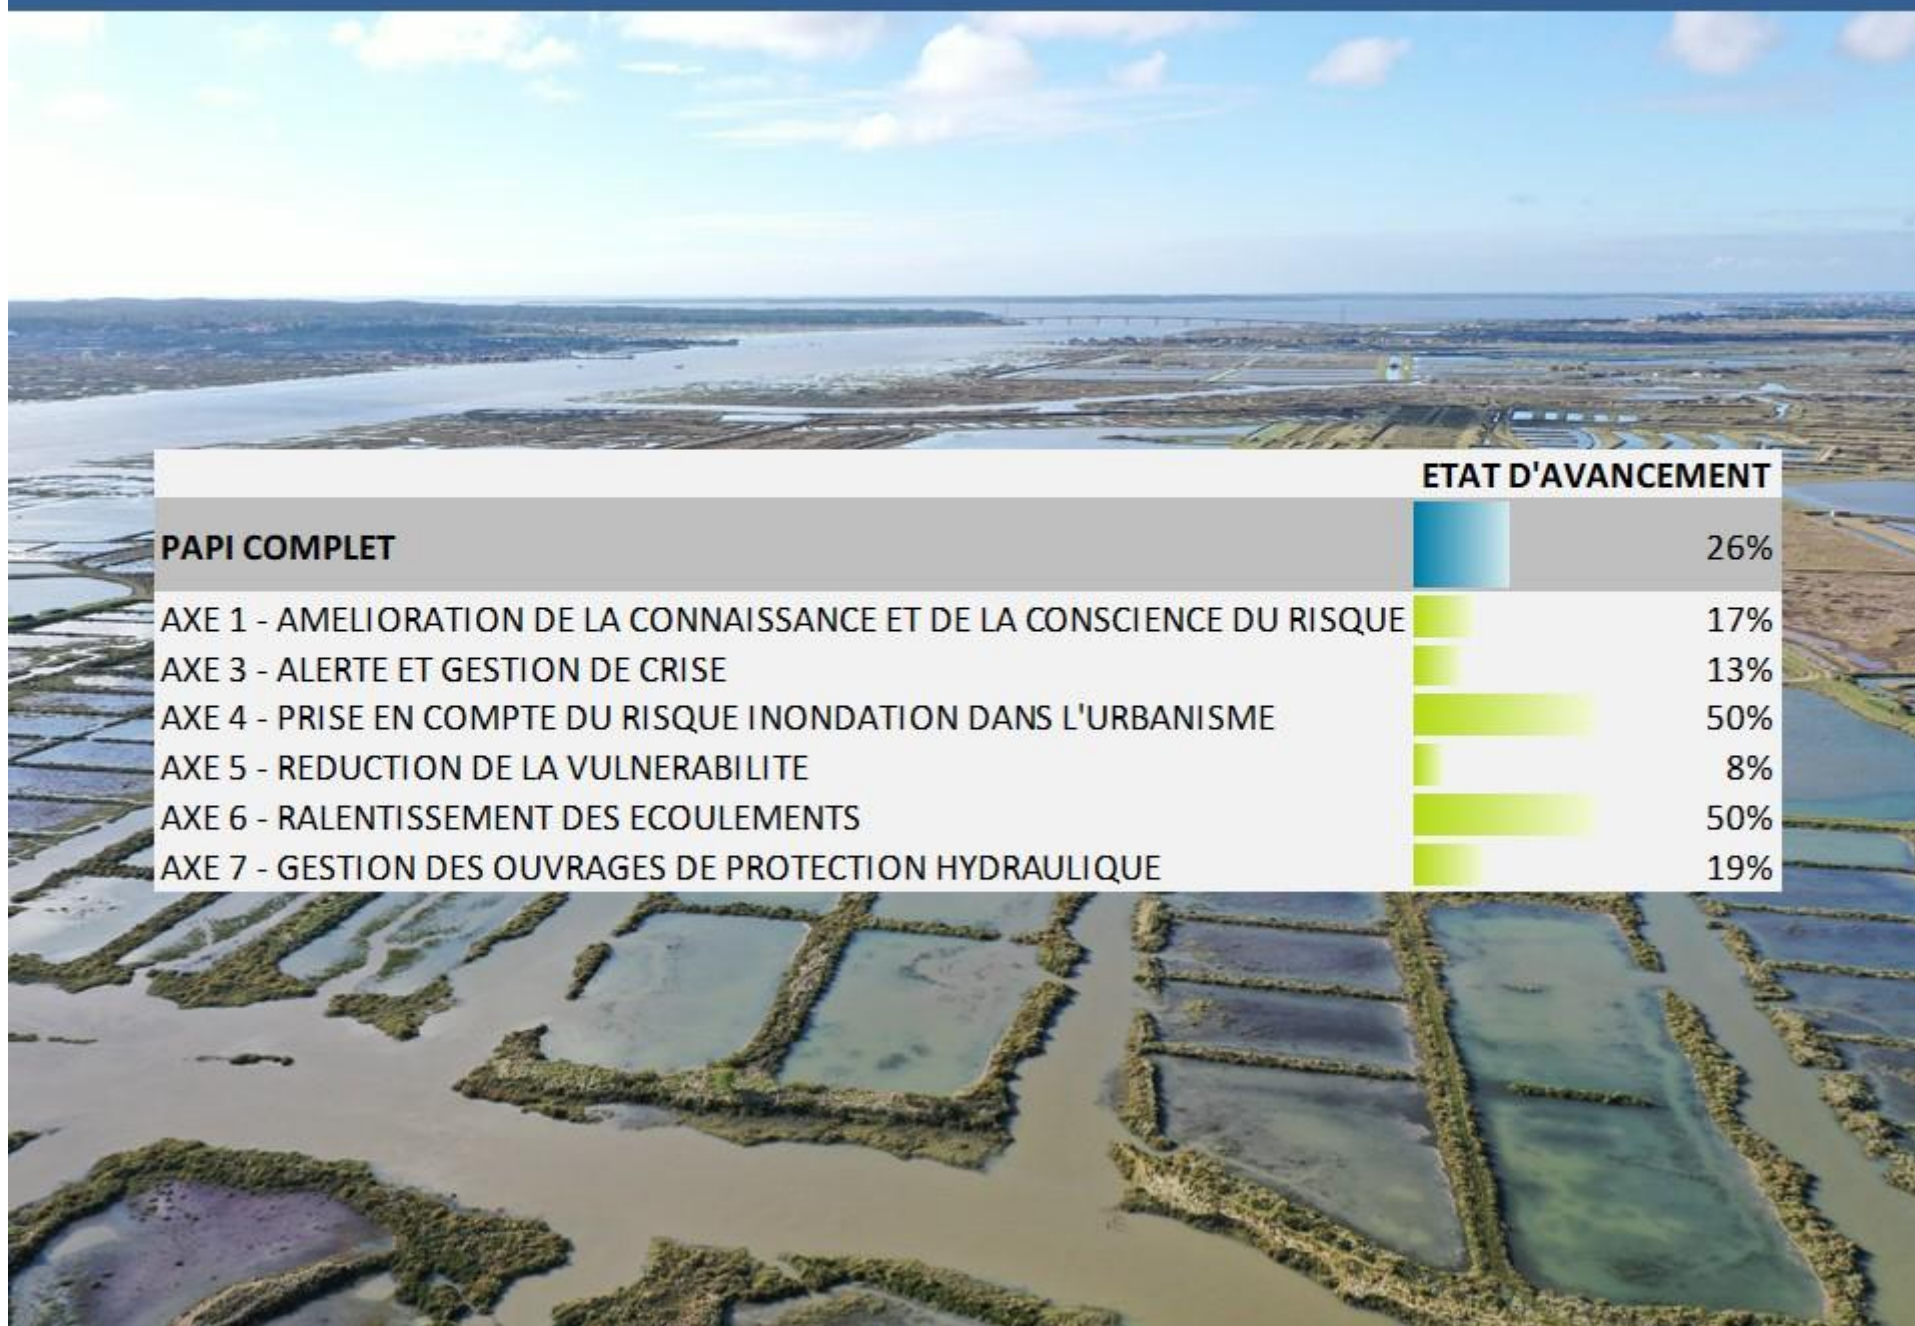 ETAT D'AVANCEMENT
PAPI COMPLET 26%
AXE 1 - AMELIORATION DE LA CONNAISSANCE ET DE LA CONSCIENCE DU RISQUE 17%
AXE 3 - ALERTE ET GESTION DE CRISE 13%
AXE 4 - PRISE EN COMPTE DU RISQUE INONDATION DANS L'URBANISME 50%
AXE 5 - REDUCTION DE LA VULNERABILITE 8%
AXE 6 - RALENTISSEMENT DES ECOULEMENTS 50%
AXE 7 - GESTION DES OUVRAGES DE PROTECTION HYDRAULIQUE 19%